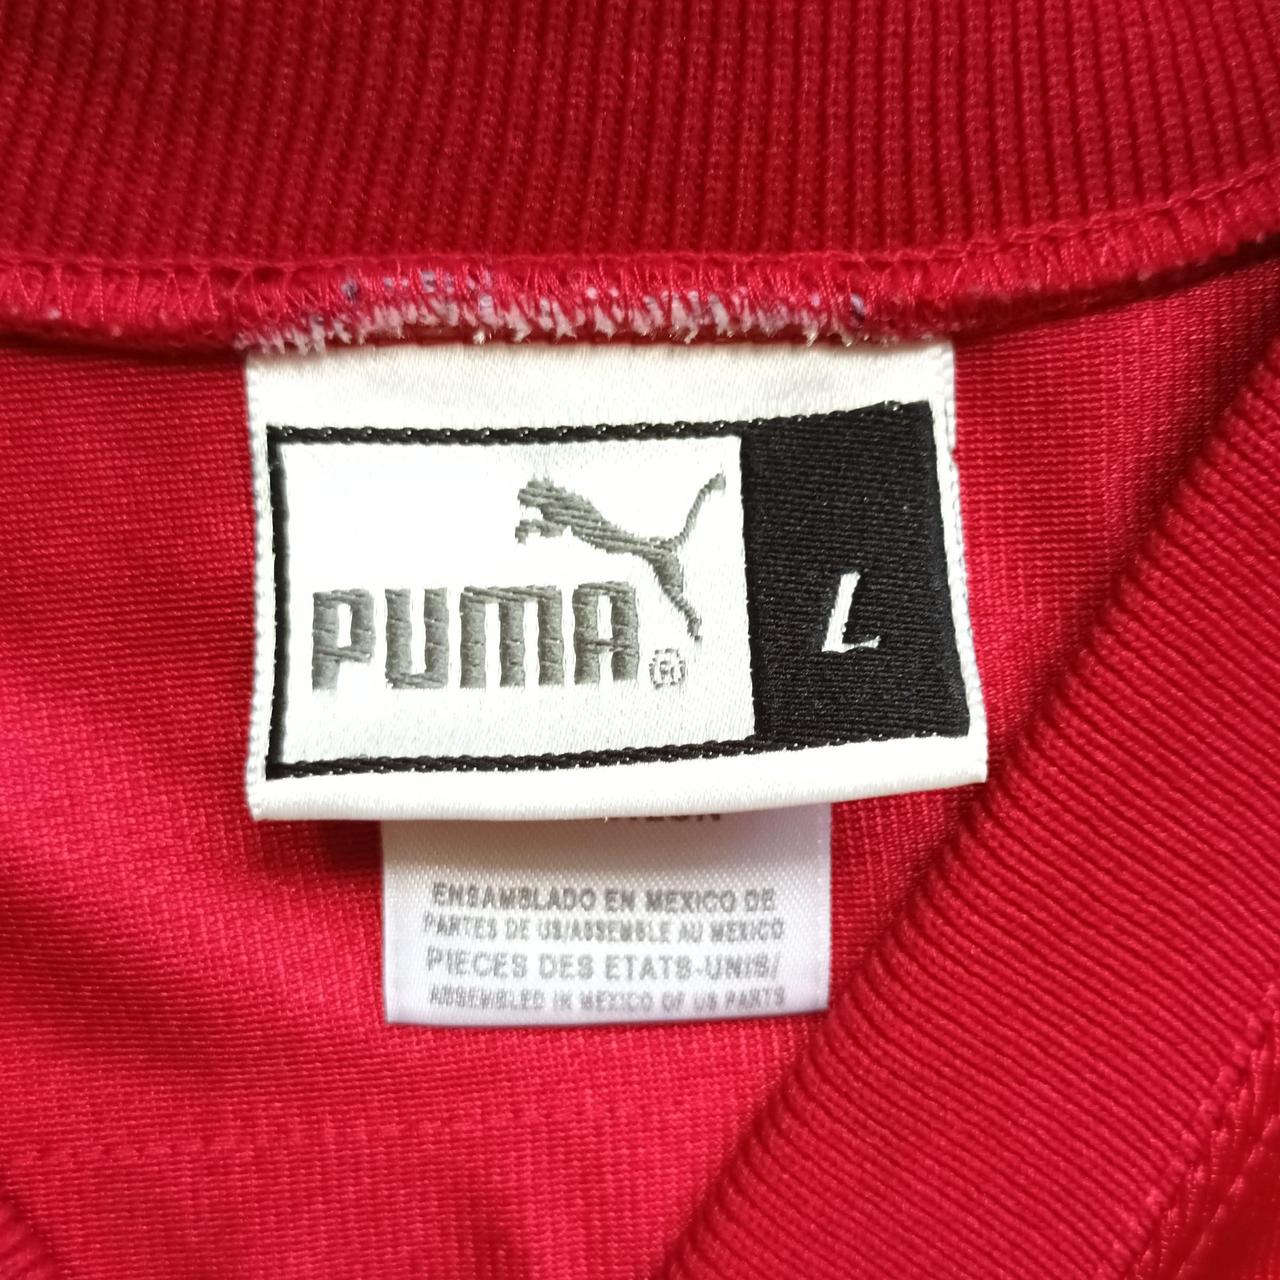 PUMA®
L
ENSAMBLADO EN MEXICO DE
PARTES DE US/ASSEMBLE AU MEXICO
PIECES DES ETATS-UNIS/
ASSEMBLED IN MEXICO OF US PARTS